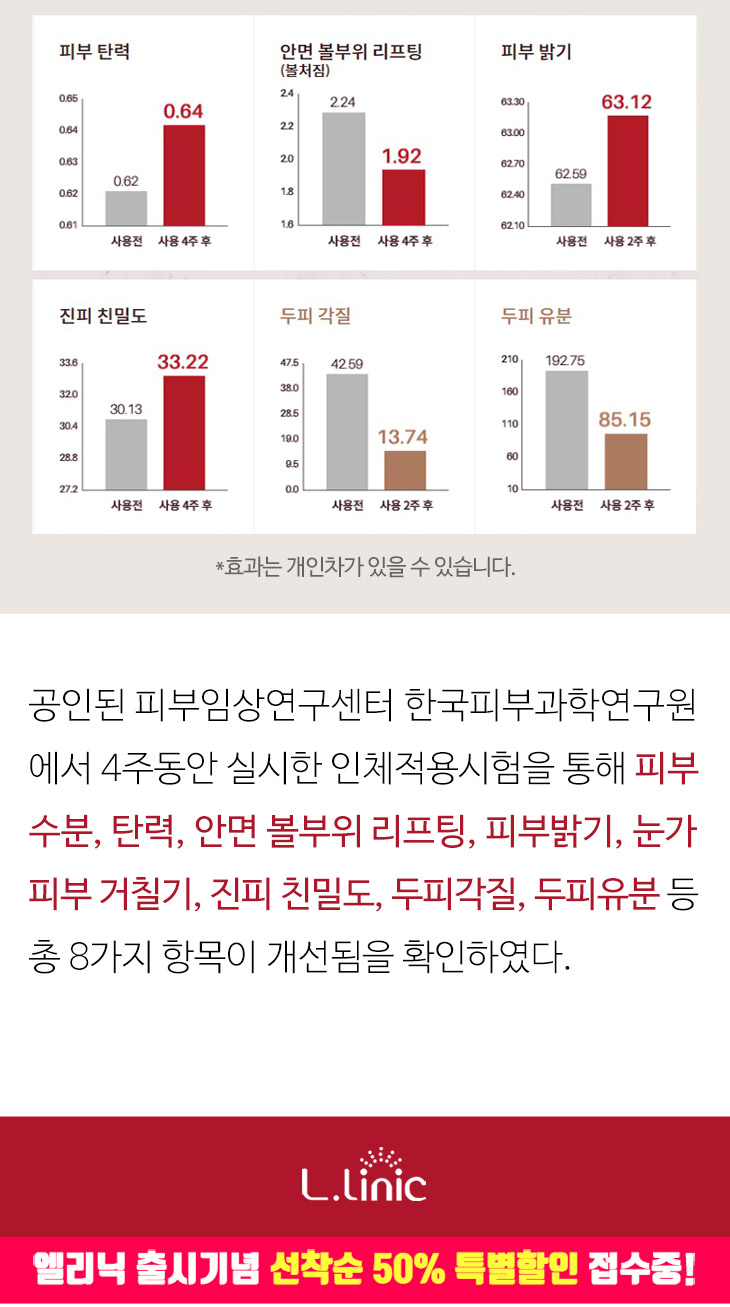 피부 탄력
0.65
0.64
0.63
0.62
0.61
0.62
0.64
사용전
사용 4주 후
안면 볼부위 리프팅
(볼처짐)
2.4
2.2
2.0
1.8
1.6
2.24
1.92
사용전
사용 4주 후
피부 밝기
63.30
63.00
62.70
62.40
62.10
62.59
63.12
사용전
사용 2주 후
진피 친밀도
33.6
32.0
30.4
28.8
27.2
30.13
33.22
사용전
사용 4주 후
두피 각질
47.5
38.0
28.5
19.0
9.5
0.0
42.59
13.74
사용전
사용 2주 후
두피 유분
210
160
110
60
10
192.75
85.15
사용전
사용 2주 후
*효과는 개인차가 있을 수 있습니다.
공인된 피부임상연구센터 한국피부과학연구원
에서 4주동안 실시한 인체적용시험을 통해 피부
수분, 탄력, 안면 볼부위 리프팅, 피부밝기, 눈가
피부 거칠기, 진피 친밀도, 두피각질, 두피유분 등
총 8가지 항목이 개선됨을 확인하였다.
L.linic
엘리닉 출시기념 선착순 50% 특별할인 접수중!